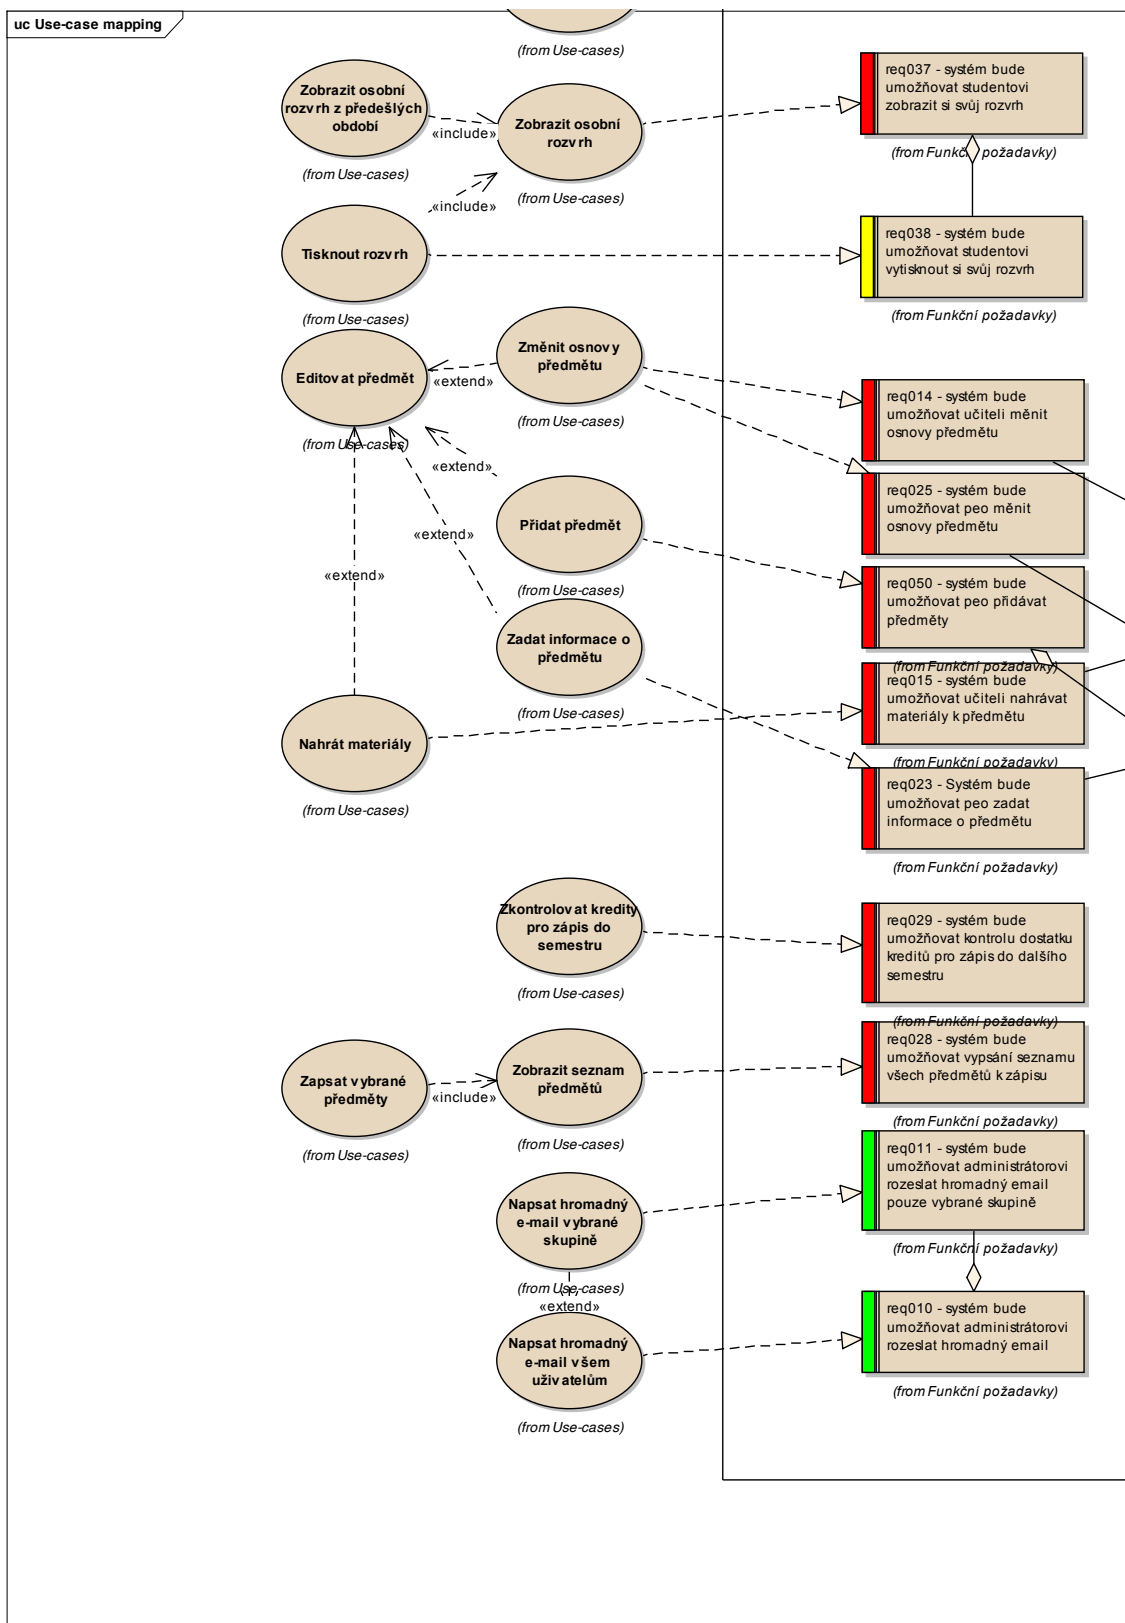 uc Use-case mapping
(from Use-cases)
Zobrazit osobní
rozvrh z předešlých
období
(from Use-cases)
«include»
Zobrazit osobní
rozvrh
(from Use-cases)
req037 - systém bude
umožňovat studentovi
zobrazit si svůj rozvrh
(from Funkční požadavky)
«include»
Tisknout rozvrh
(from Use-cases)
req038 - systém bude
umožňovat studentovi
vytisknout si svůj rozvrh
(from Funkční požadavky)
Editovat předmět
(from Use-cases)
«extend»
Změnit osnovy
předmětu
(from Use-cases)
req014 - systém bude
umožňovat učiteli měnit
osnovy předmětu
«extend»
req025 - systém bude
umožňovat peo měnit
osnovy předmětu
Přidat předmět
(from Use-cases)
«extend»
«extend»
req050 - systém bude
umožňovat peo přidávat
předměty
(from Funkční požadavky)
Zadat informace o
předmětu
(from Use-cases)
req015 - systém bude
umožňovat učiteli nahrávat
materiály k předmětu
(from Funkční požadavky)
Nahrát materiály
(from Use-cases)
req023 - Systém bude
umožňovat peo zadat
informace o předmětu
(from Funkční požadavky)
Zkontrolovat kredity
pro zápis do
semestru
(from Use-cases)
req029 - systém bude
umožňovat kontrolu dostatku
kreditů pro zápis do dalšího
semestru
(from Funkční požadavky)
Zapsat vybrané
předměty
(from Use-cases)
«include»
Zobrazit seznam
předmětů
(from Use-cases)
req028 - systém bude
umožňovat vypsání seznamu
všech předmětů k zápisu
(from Funkční požadavky)
Napsat hromadný
e-mail vybrané
skupině
(from Use-cases)
req011 - systém bude
umožňovat administrátorovi
rozeslat hromadný email
pouze vybrané skupině
(from Funkční požadavky)
«extend»
Napsat hromadný
e-mail všem
uživatelům
(from Use-cases)
req010 - systém bude
umožňovat administrátorovi
rozeslat hromadný email
(from Funkční požadavky)